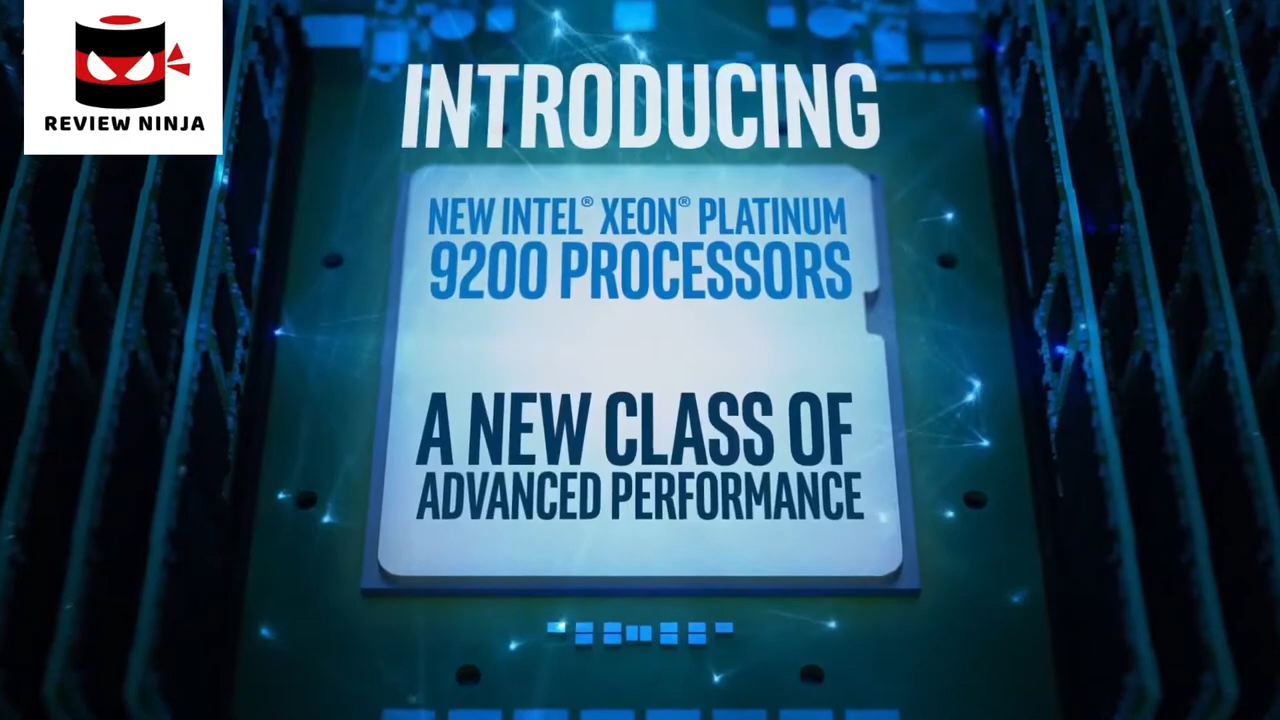 REVIEW NINJA
INTRODUCING
NEW INTEL® XEON® PLATINUM
9200 PROCESSORS
A NEW CLASS OF
ADVANCED PERFORMANCE